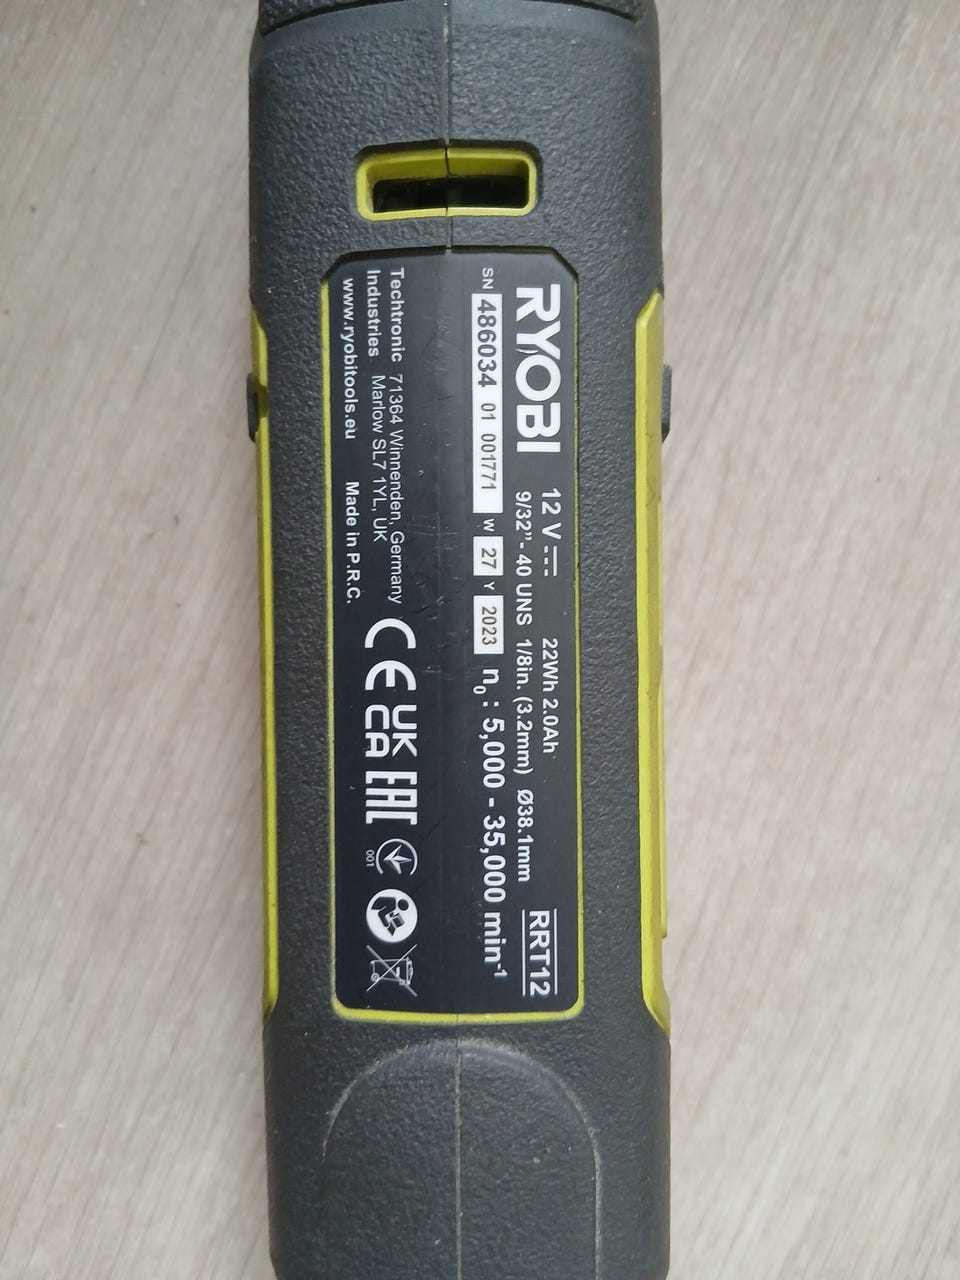 RYOBI 12 V 22Wh 2.0Ah RRT12
9/32”- 40 UNS 1/8in. (3.2mm) Ø38.1mm
SN 486034 01 001771 W 27 Y 2023 n₀ : 5,000 - 35,000 min⁻¹
Techtronic Industries
71364 Winnenden, Germany
Marlow SL7 1YL, UK
www.ryobitools.eu Made in P.R.C.
CE UK CA EAC
001